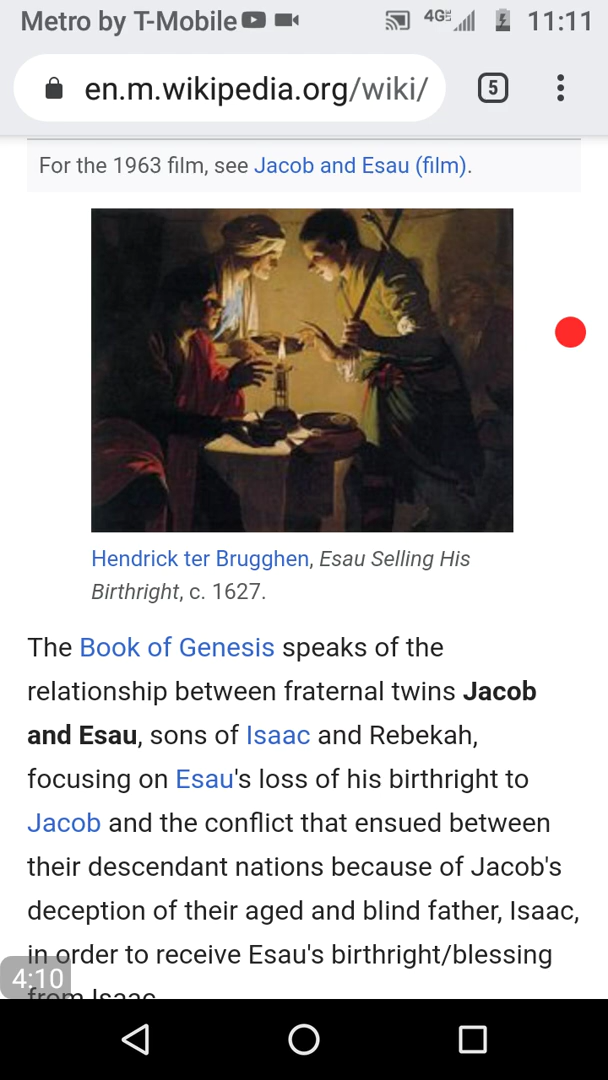 Metro by T-Mobile 4GE 11:11
en.m.wikipedia.org/wiki/ 5
For the 1963 film, see Jacob and Esau (film).
Hendrick ter Brugghen, Esau Selling His
Birthright, c. 1627.
The Book of Genesis speaks of the
relationship between fraternal twins Jacob
and Esau, sons of Isaac and Rebekah,
focusing on Esau's loss of his birthright to
Jacob and the conflict that ensued between
their descendant nations because of Jacob's
deception of their aged and blind father, Isaac,
in order to receive Esau's birthright/blessing
4:10
from Isaac